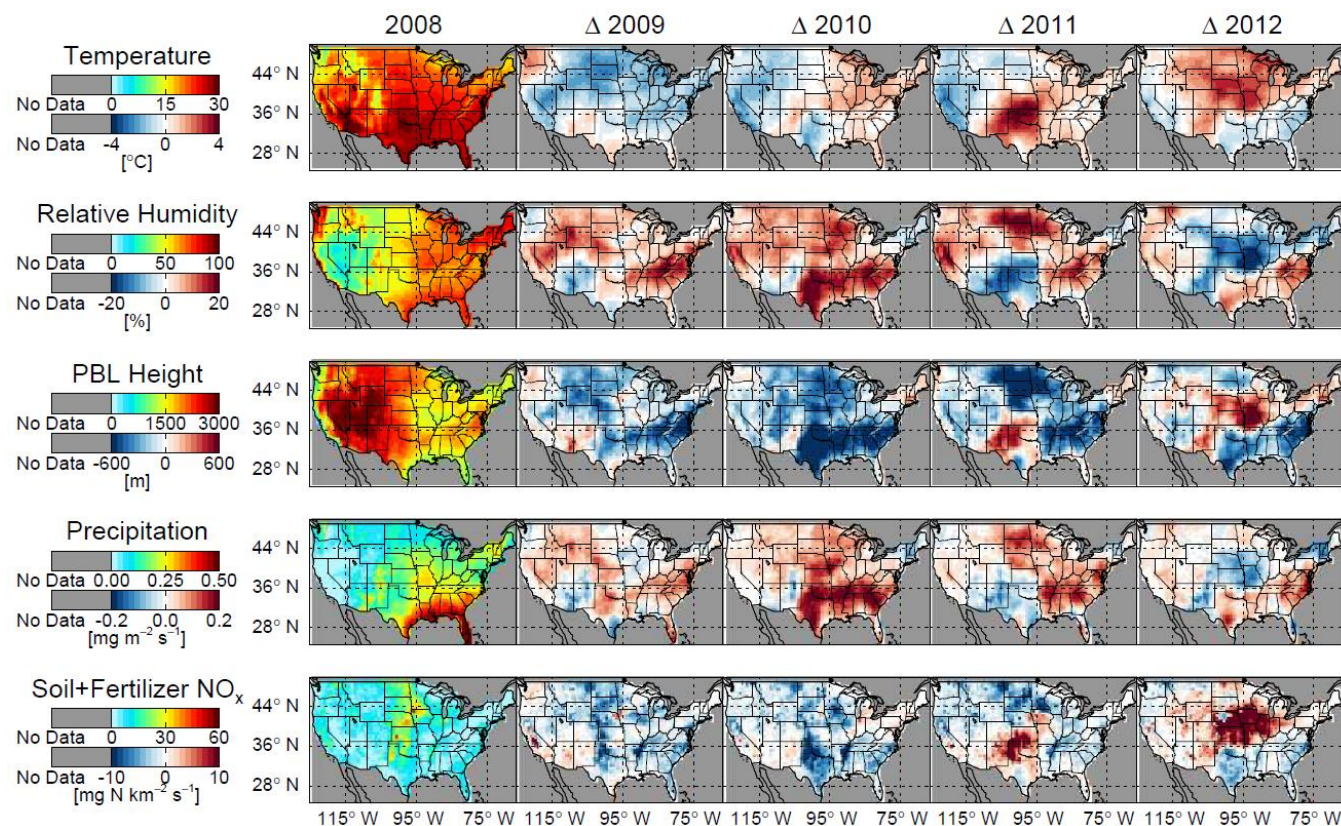 2008 Δ 2009 Δ 2010 Δ 2011 Δ 2012
Temperature
No Data 0 15 30
No Data -4 0 4
[°C]
44° N
36° N
28° N
Relative Humidity
No Data 0 50 100
No Data -20 0 20
[%]
44° N
36° N
28° N
PBL Height
No Data 0 1500 3000
No Data -600 0 600
[m]
44° N
36° N
28° N
Precipitation
No Data 0.00 0.25 0.50
No Data -0.2 0.0 0.2
[mg m⁻² s⁻¹]
44° N
36° N
28° N
Soil+Fertilizer NOₓ
No Data 0 30 60
No Data -10 0 10
[mg N km⁻² s⁻¹]
44° N
36° N
28° N
115° W 95° W 75° W 115° W 95° W 75° W 115° W 95° W 75° W 115° W 95° W 75° W 115° W 95° W 75° W